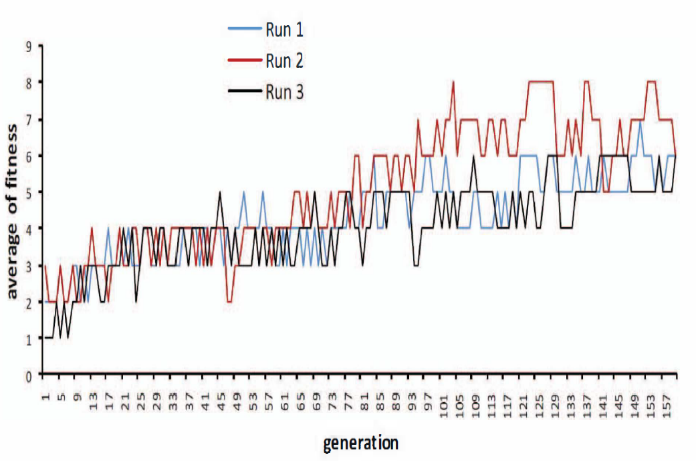 Run 1
Run 2
Run 3
average of fitness
9
8
7
6
5
4
3
2
1
0
1 5 9 13 17 21 25 29 33 37 41 45 49 53 57 61 65 69 73 77 81 85 89 93 97 101 105 109 113 117 121 125 129 133 137 141 145 149 153 157
generation